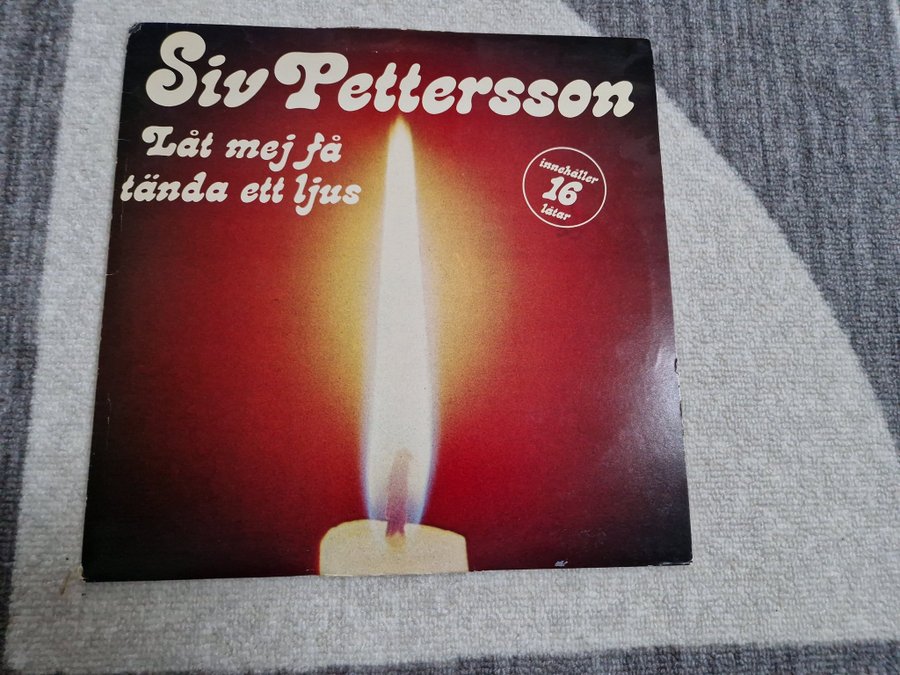 Siv Pettersson
Låt mej få
tända ett ljus
innehåller
16
låtar